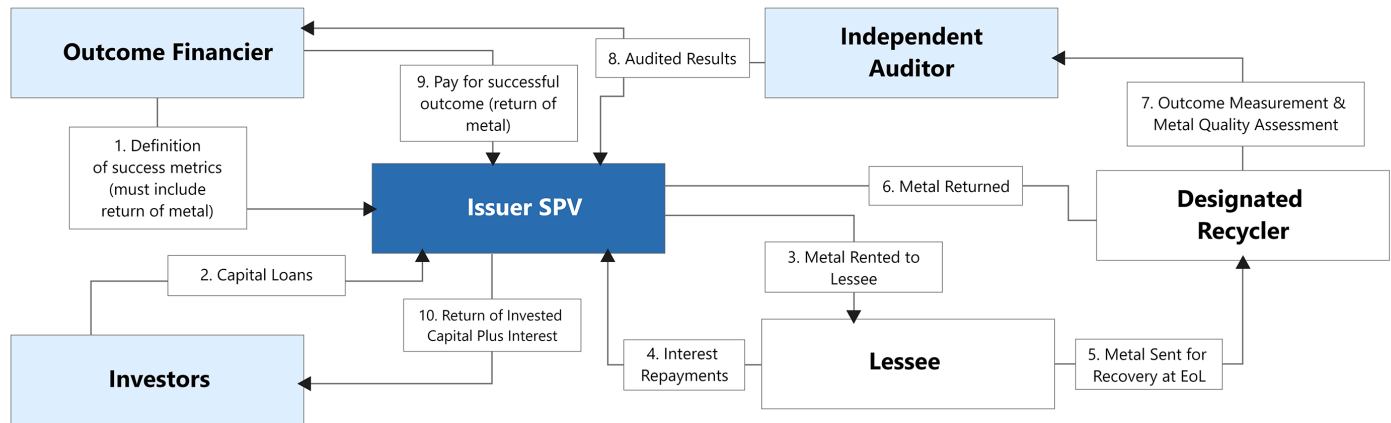 Outcome Financier
Independent
Auditor
8. Audited Results
9. Pay for successful
outcome (return of
metal)
7. Outcome Measurement &
Metal Quality Assessment
1. Definition
of success metrics
(must include
return of metal)
Issuer SPV
6. Metal Returned
Designated
Recycler
2. Capital Loans
3. Metal Rented to
Lessee
10. Return of Invested
Capital Plus Interest
Investors
4. Interest
Repayments
Lessee
5. Metal Sent for
Recovery at EoL